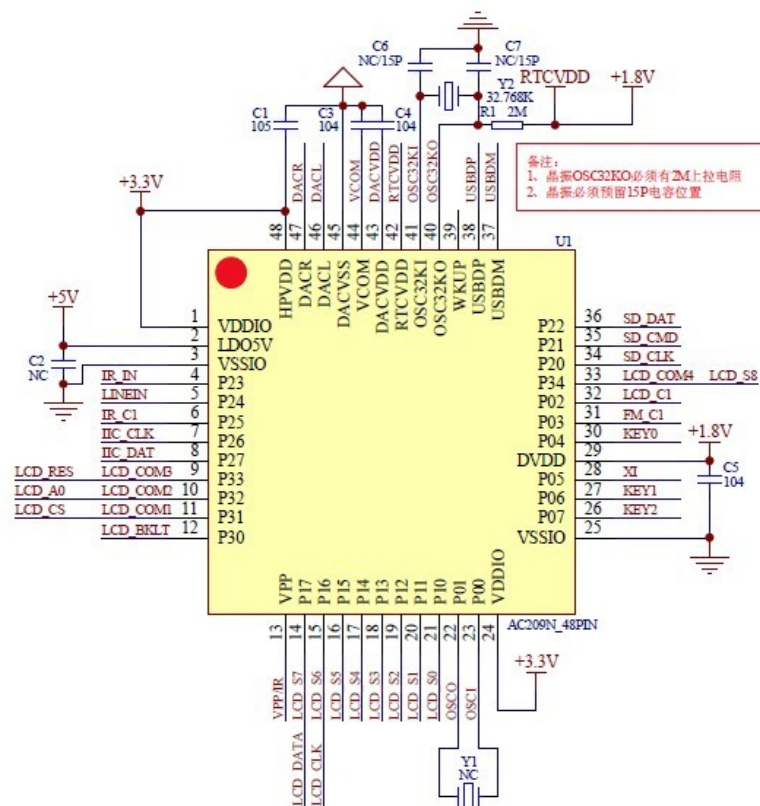 C6
NC/15P
C7
NC/15P
Y2
32.768K
R1 2M
RTCVDD
+1.8V
C1
105
C3
104
C4
104
DACR
DACL
VCOM
DACVDD
RTCVDD
OSC32KI
OSC32KO
USBDP
USBDM
备注:
1、晶振OSC32KO必须有2M上拉电阻
2、晶振必须预留15P电容位置
+3.3V
48 47 46 45 44 43 42 41 40 39 38 37
U1
HPVDD
DACR
DACL
DACVSS
VCOM
DACVDD
RTCVDD
OSC32KI
OSC32KO
WKUP
USBDP
USBDM
+5V
C2
NC
1 VDDIO
2 LDO5V
3 VSSIO
IR_IN 4 P23
LINEIN 5 P24
IR_C1 6 P25
IIC_CLK 7 P26
IIC_DAT 8 P27
LCD_RES LCD_COM3 9 P33
LCD_A0 LCD_COM2 10 P32
LCD_CS LCD_COM1 11 P31
LCD_BKLT 12 P30
P22 36 SD_DAT
P21 35 SD_CMD
P20 34 SD_CLK
P34 33 LCD_COM4 LCD_S8
P02 32 LCD_C1
P03 31 FM_C1
P04 30 KEY0
DVDD 29
+1.8V
P05 28 XI
P06 27 KEY1
P07 26 KEY2
VSSIO 25
C5
104
VPP
P17
P16
P15
P14
P13
P12
P11
P10
P01
P00
VDDIO
AC209N_48PIN
13 14 15 16 17 18 19 20 21 22 23 24
+3.3V
VPP/IR
LCD_S7
LCD_S6
LCD_S5
LCD_S4
LCD_S3
LCD_S2
LCD_S1
LCD_S0
OSCO
OSCI
LCD_DATA
LCD_CLK
Y1
NC